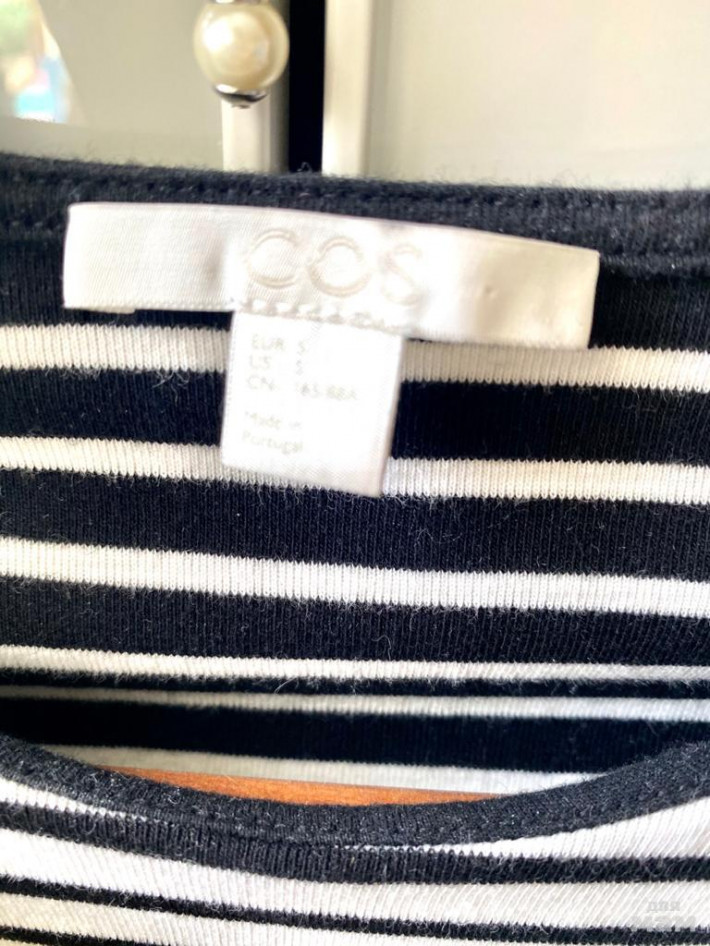 COS
EUR S
US S
CN 165/88A
Made in
Portugal